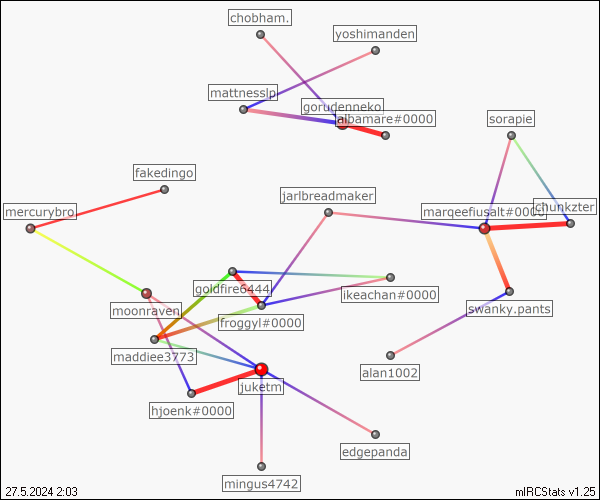 chobham.
yoshimanden
mattnesslp
gorudenneko
albamare#0000
sorapie
fakedingo
jarlbreadmaker
mercurybro
marqeefiusalt#0000
chunkzter
goldfire6444
ikeachan#0000
moonraven
froggyl#0000
swanky.pants
maddiee3773
alan1002
juketm
hjoenk#0000
edgepanda
mingus4742
27.5.2024 2:03
mIRCStats v1.25